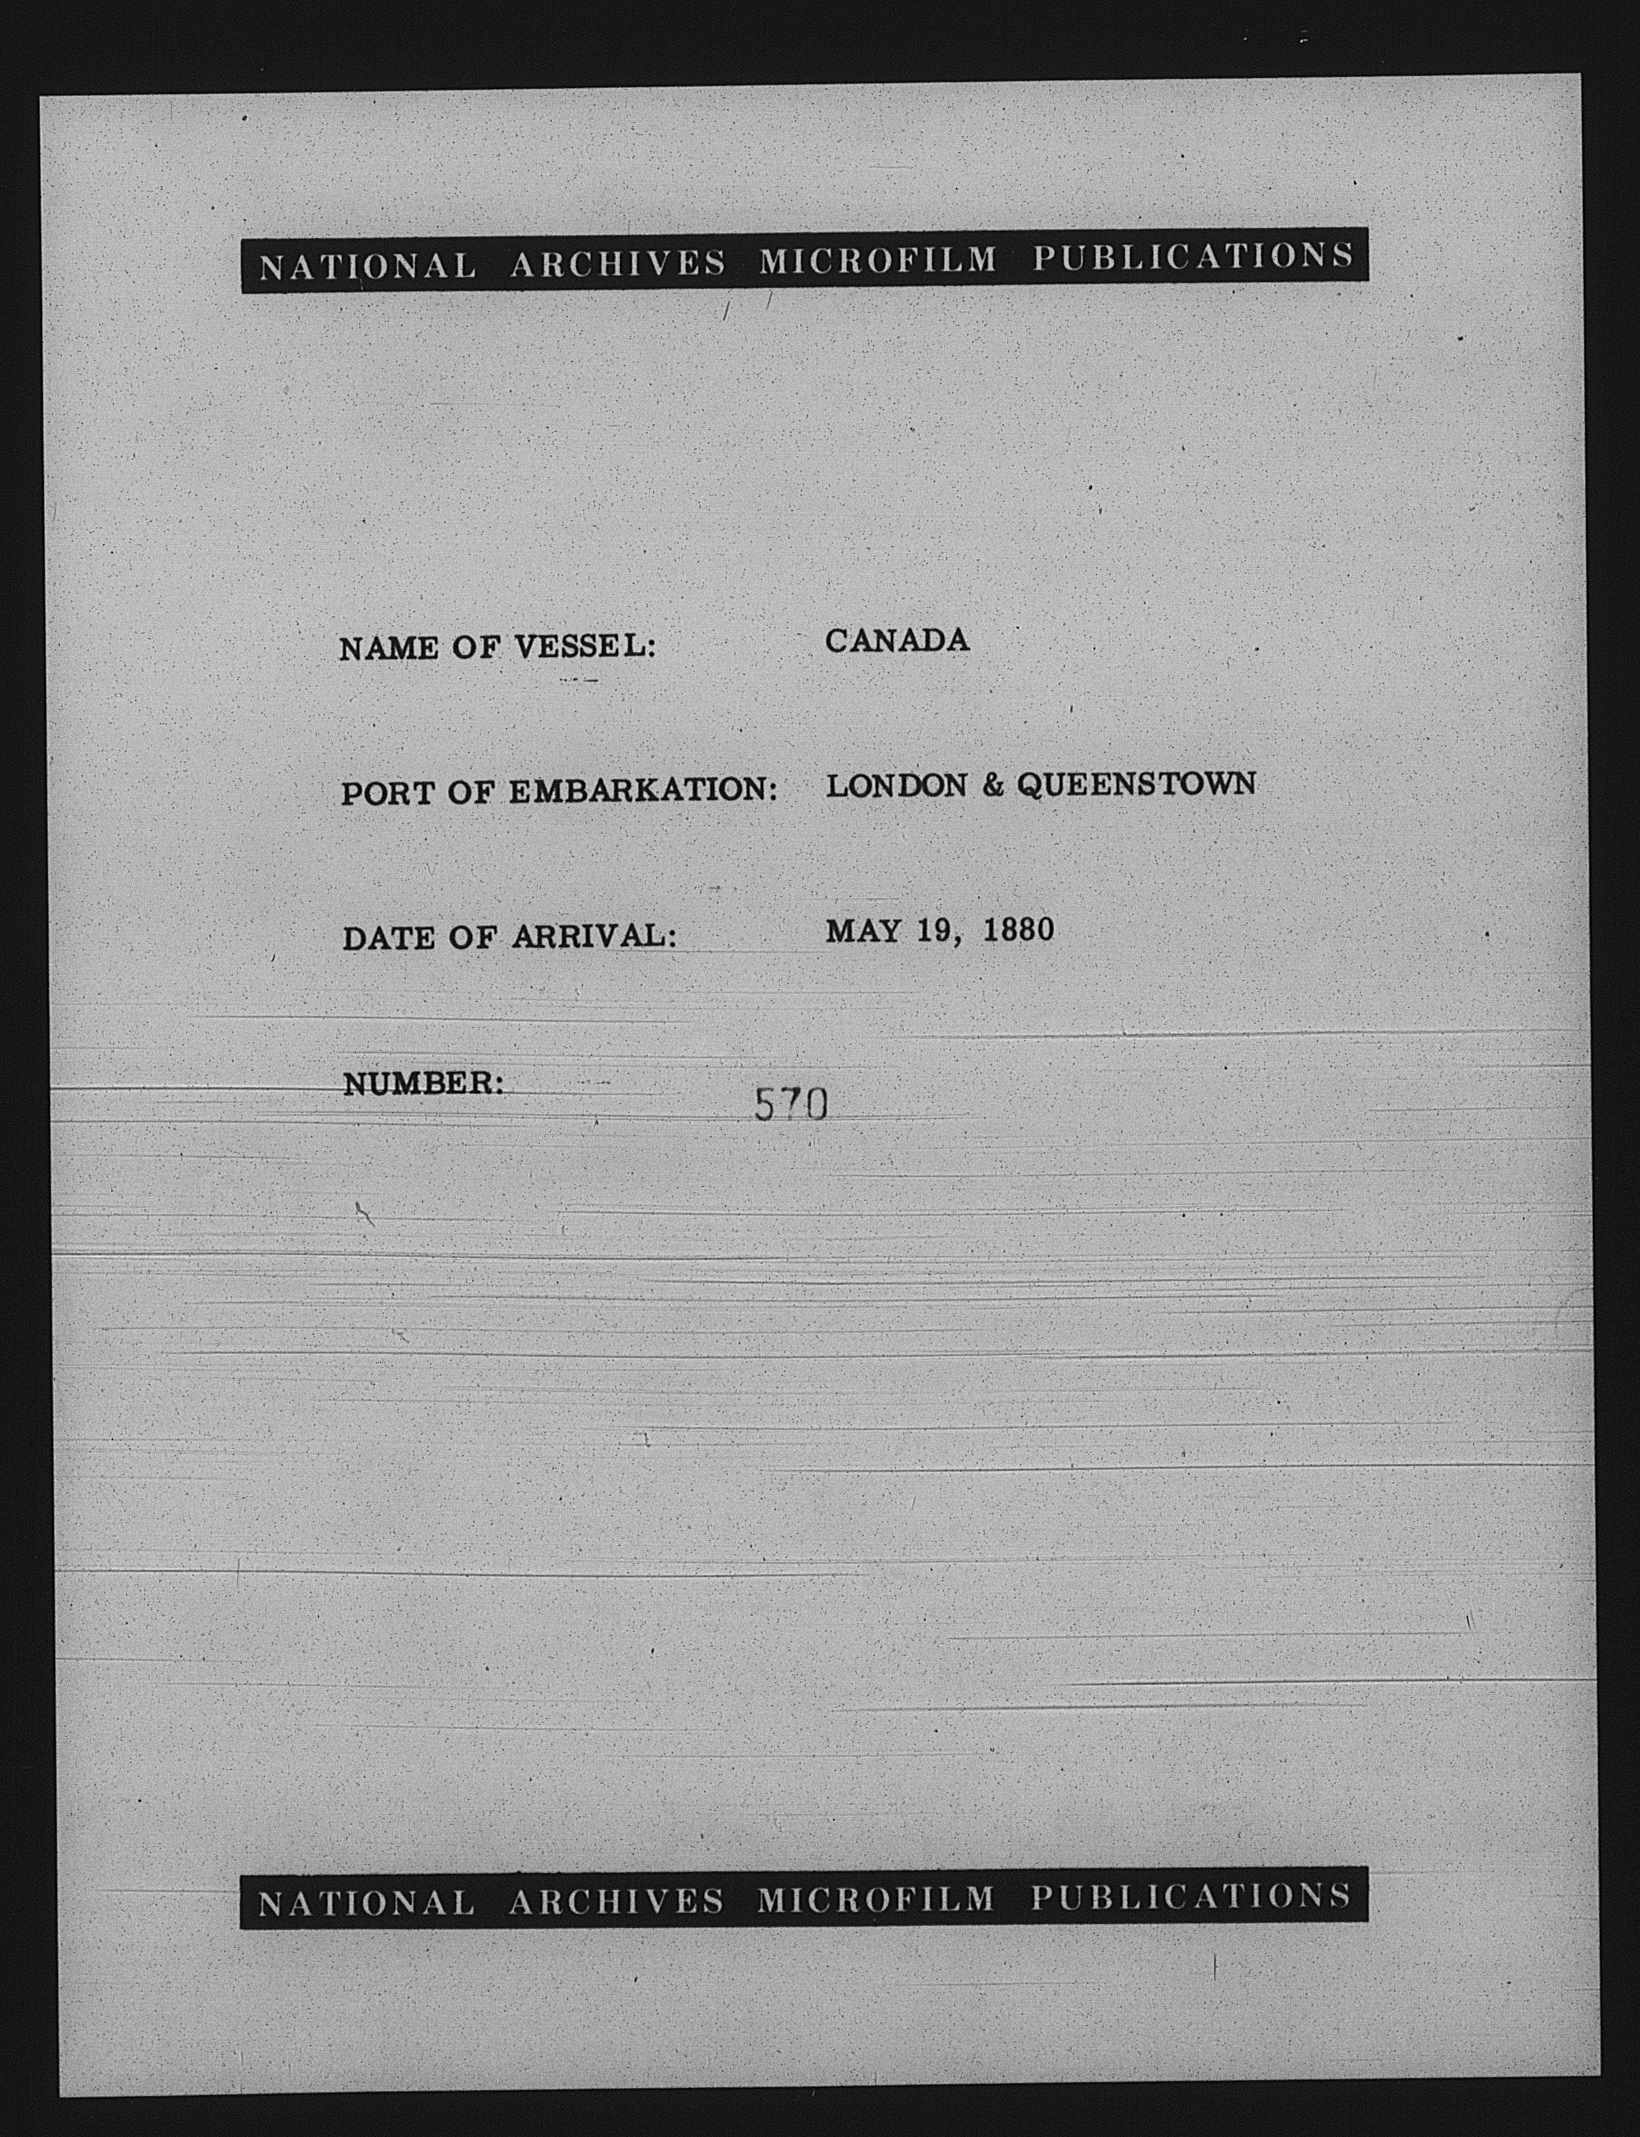 NATIONAL ARCHIVES MICROFILM PUBLICATIONS
NAME OF VESSEL: CANADA
PORT OF EMBARKATION: LONDON & QUEENSTOWN
DATE OF ARRIVAL: MAY 19, 1880
NUMBER: 570
NATIONAL ARCHIVES MICROFILM PUBLICATIONS